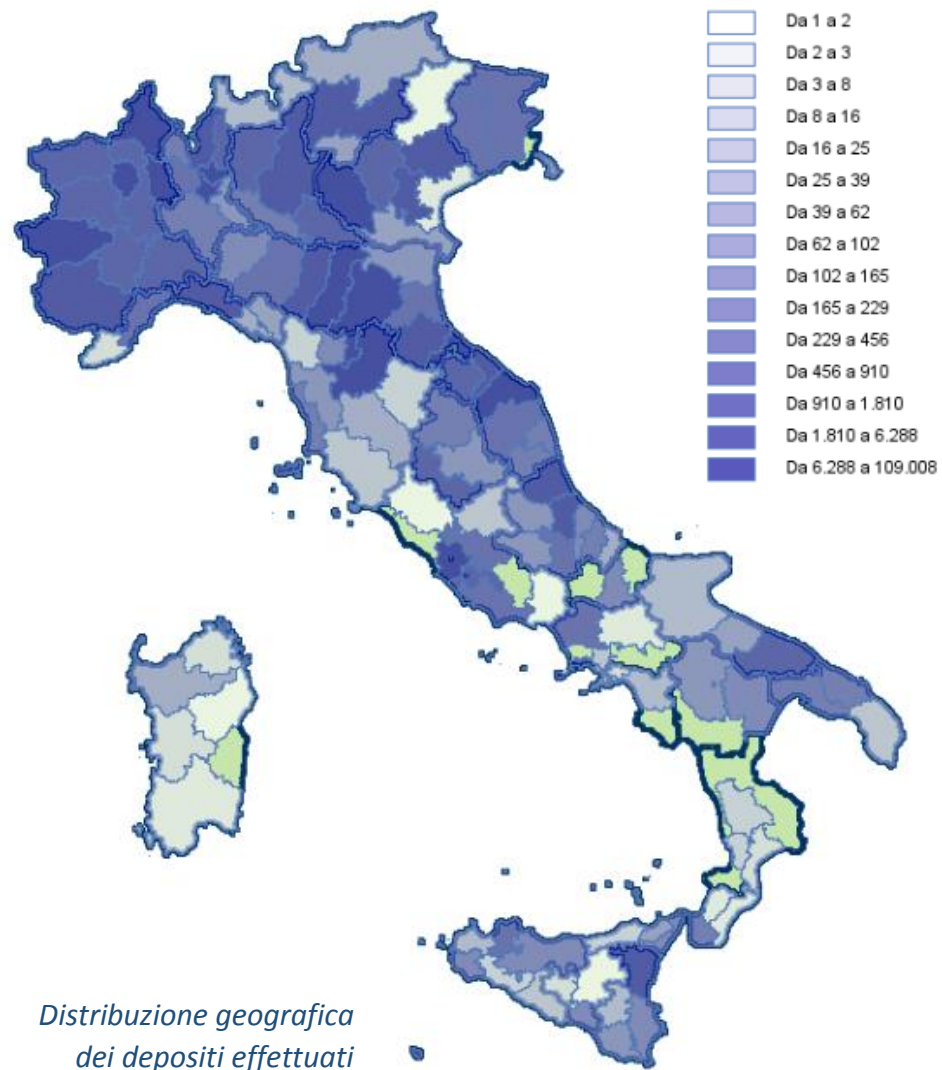 Da 1 a 2
Da 2 a 3
Da 3 a 8
Da 8 a 16
Da 16 a 25
Da 25 a 39
Da 39 a 62
Da 62 a 102
Da 102 a 165
Da 165 a 229
Da 229 a 456
Da 456 a 910
Da 910 a 1.810
Da 1.810 a 6.288
Da 6.288 a 109.008
Distribuzione geografica
dei depositi effettuati